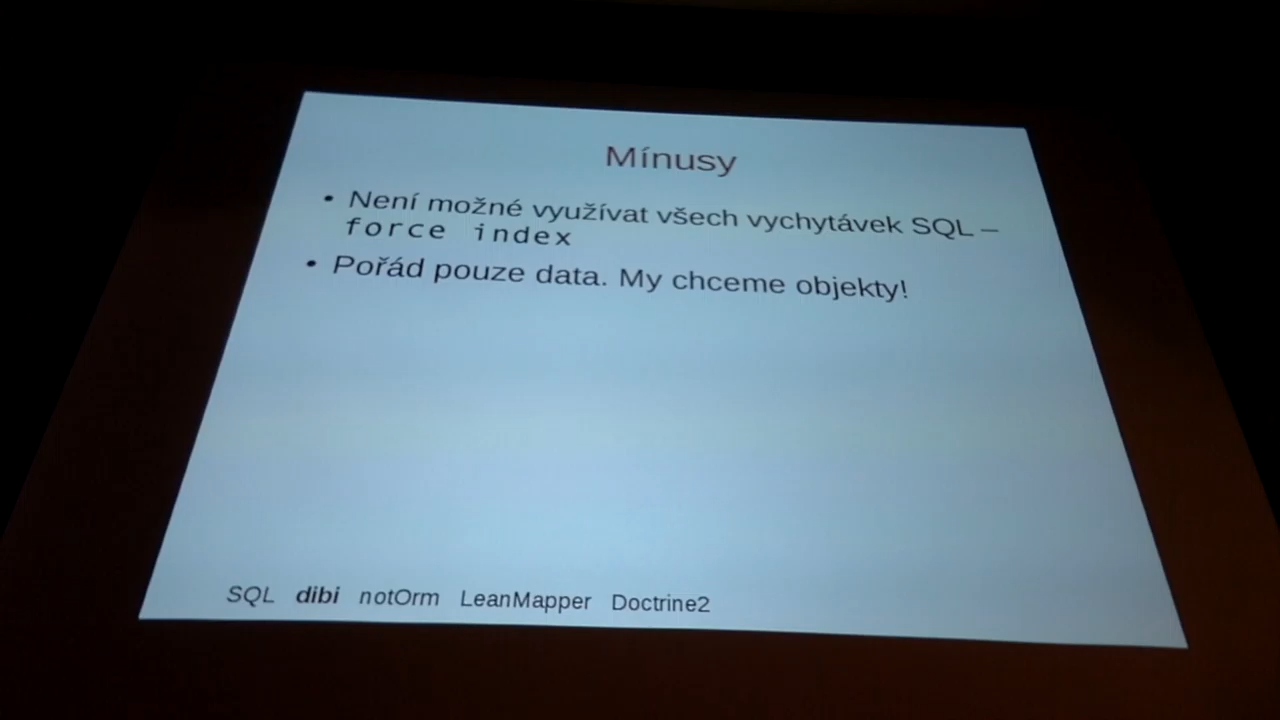 Mínusy
• Není možné využívat všech vychytávek SQL –
force index
• Pořád pouze data. My chceme objekty!
SQL dibi notOrm LeanMapper Doctrine2